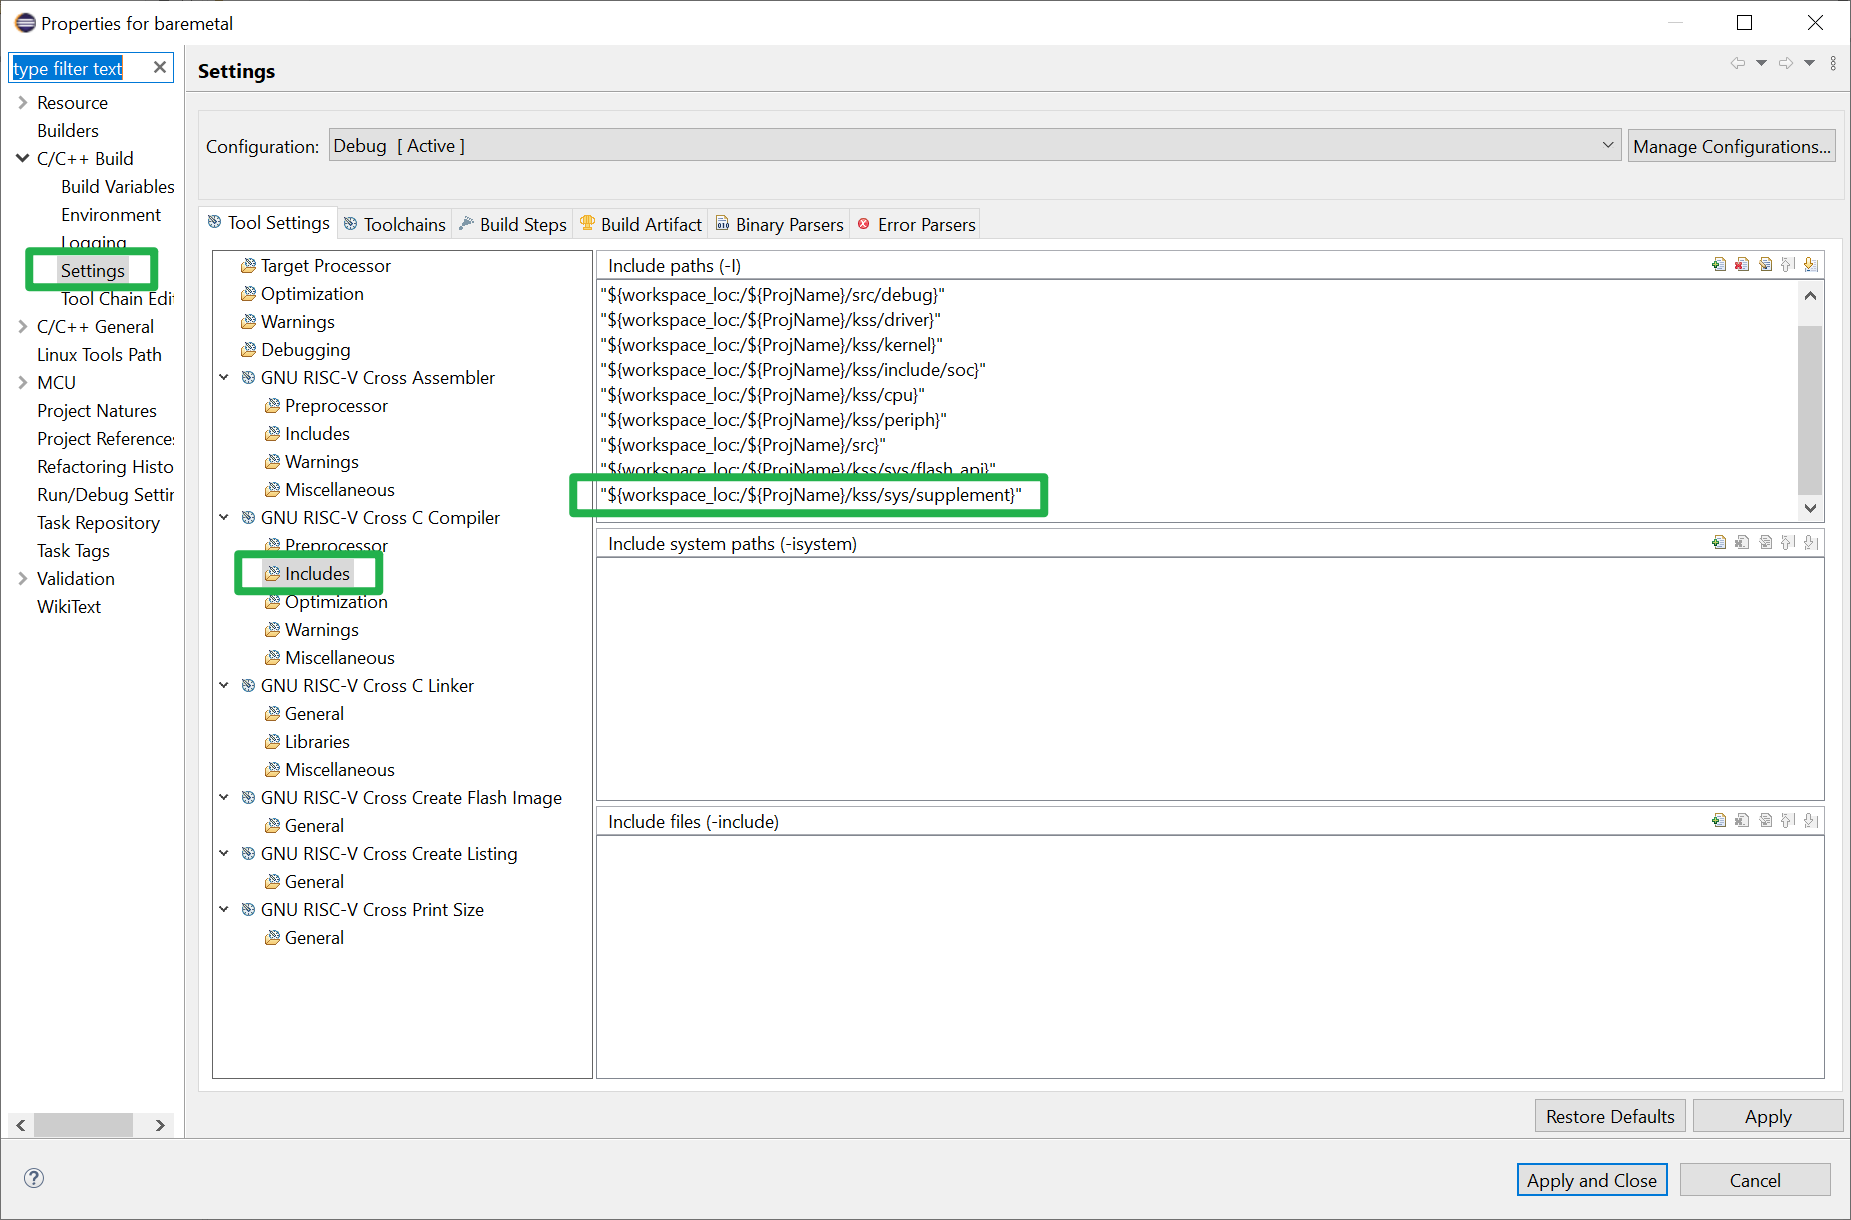 Properties for baremetal
type filter text
Resource
Builders
C/C++ Build
Build Variables
Environment
Logging
Settings
Tool Chain Edi
C/C++ General
Linux Tools Path
MCU
Project Natures
Project References
Refactoring Histo
Run/Debug Settin
Task Repository
Task Tags
Validation
WikiText
Settings
Configuration:
Debug [ Active ]
Manage Configurations...
Tool Settings
Toolchains
Build Steps
Build Artifact
Binary Parsers
Error Parsers
Target Processor
Optimization
Warnings
Debugging
GNU RISC-V Cross Assembler
Preprocessor
Includes
Warnings
Miscellaneous
GNU RISC-V Cross C Compiler
Preprocessor
Includes
Optimization
Warnings
Miscellaneous
GNU RISC-V Cross C Linker
General
Libraries
Miscellaneous
GNU RISC-V Cross Create Flash Image
General
GNU RISC-V Cross Create Listing
General
GNU RISC-V Cross Print Size
General
Include paths (-I)
"${workspace_loc:/${ProjName}/src/debug}"
"${workspace_loc:/${ProjName}/kss/driver}"
"${workspace_loc:/${ProjName}/kss/kernel}"
"${workspace_loc:/${ProjName}/kss/include/soc}"
"${workspace_loc:/${ProjName}/kss/cpu}"
"${workspace_loc:/${ProjName}/kss/periph}"
"${workspace_loc:/${ProjName}/src}"
"${workspace_loc:/${ProjName}/kss/sys/flash_api}"
"${workspace_loc:/${ProjName}/kss/sys/supplement}"
Include system paths (-isystem)
Include files (-include)
Restore Defaults
Apply
Apply and Close
Cancel